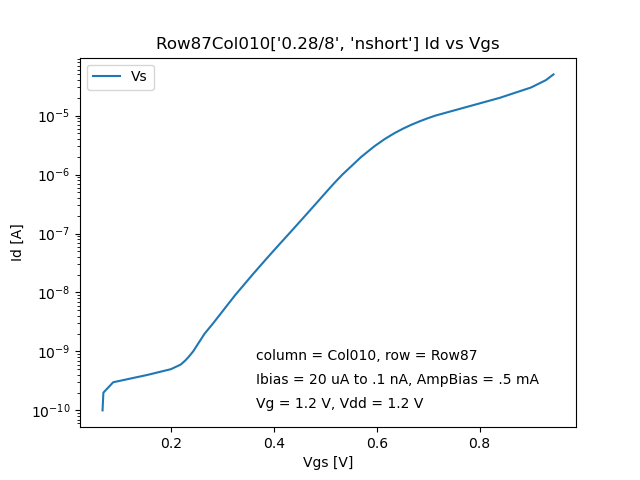 Row87Col010['0.28/8', 'nshort'] Id vs Vgs
Vs
10⁻⁵
10⁻⁶
10⁻⁷
10⁻⁸
10⁻⁹
10⁻¹⁰
Id [A]
column = Col010, row = Row87
Ibias = 20 uA to .1 nA, AmpBias = .5 mA
Vg = 1.2 V, Vdd = 1.2 V
0.2 0.4 0.6 0.8
Vgs [V]